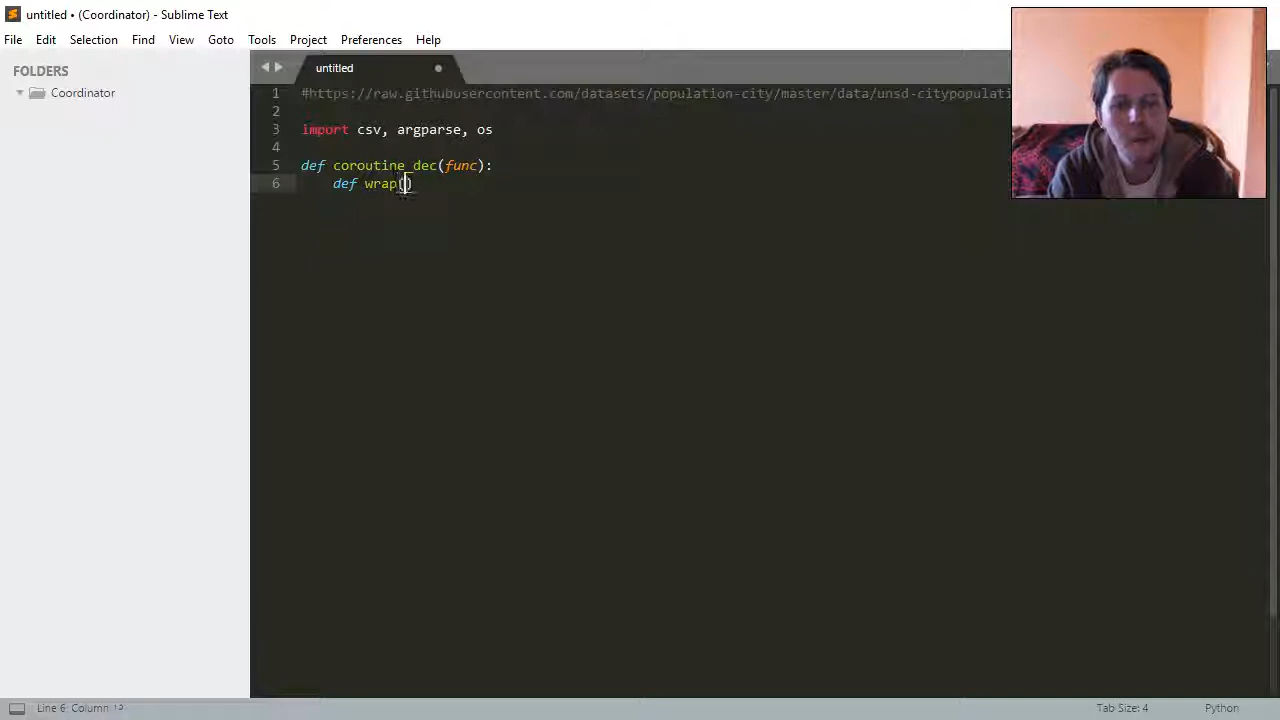 untitled • (Coordinator) - Sublime Text
File Edit Selection Find View Goto Tools Project Preferences Help
FOLDERS
Coordinator
untitled
1 #https://raw.githubusercontent.com/datasets/population-city/master/data/unsd-citypopulati
2
3 import csv, argparse, os
4
5 def coroutine_dec(func):
6 def wrap()
Line 6: Column
Tab Size: 4
Python